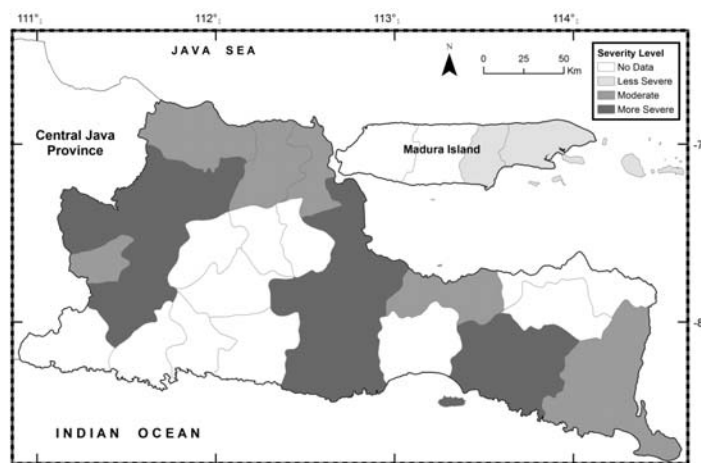 111°
112°
113°
114°
JAVA SEA
N
0 25 50
Km
Severity Level
No Data
Less Severe
Moderate
More Severe
Central Java
Province
Madura Island
-7
-8
INDIAN OCEAN